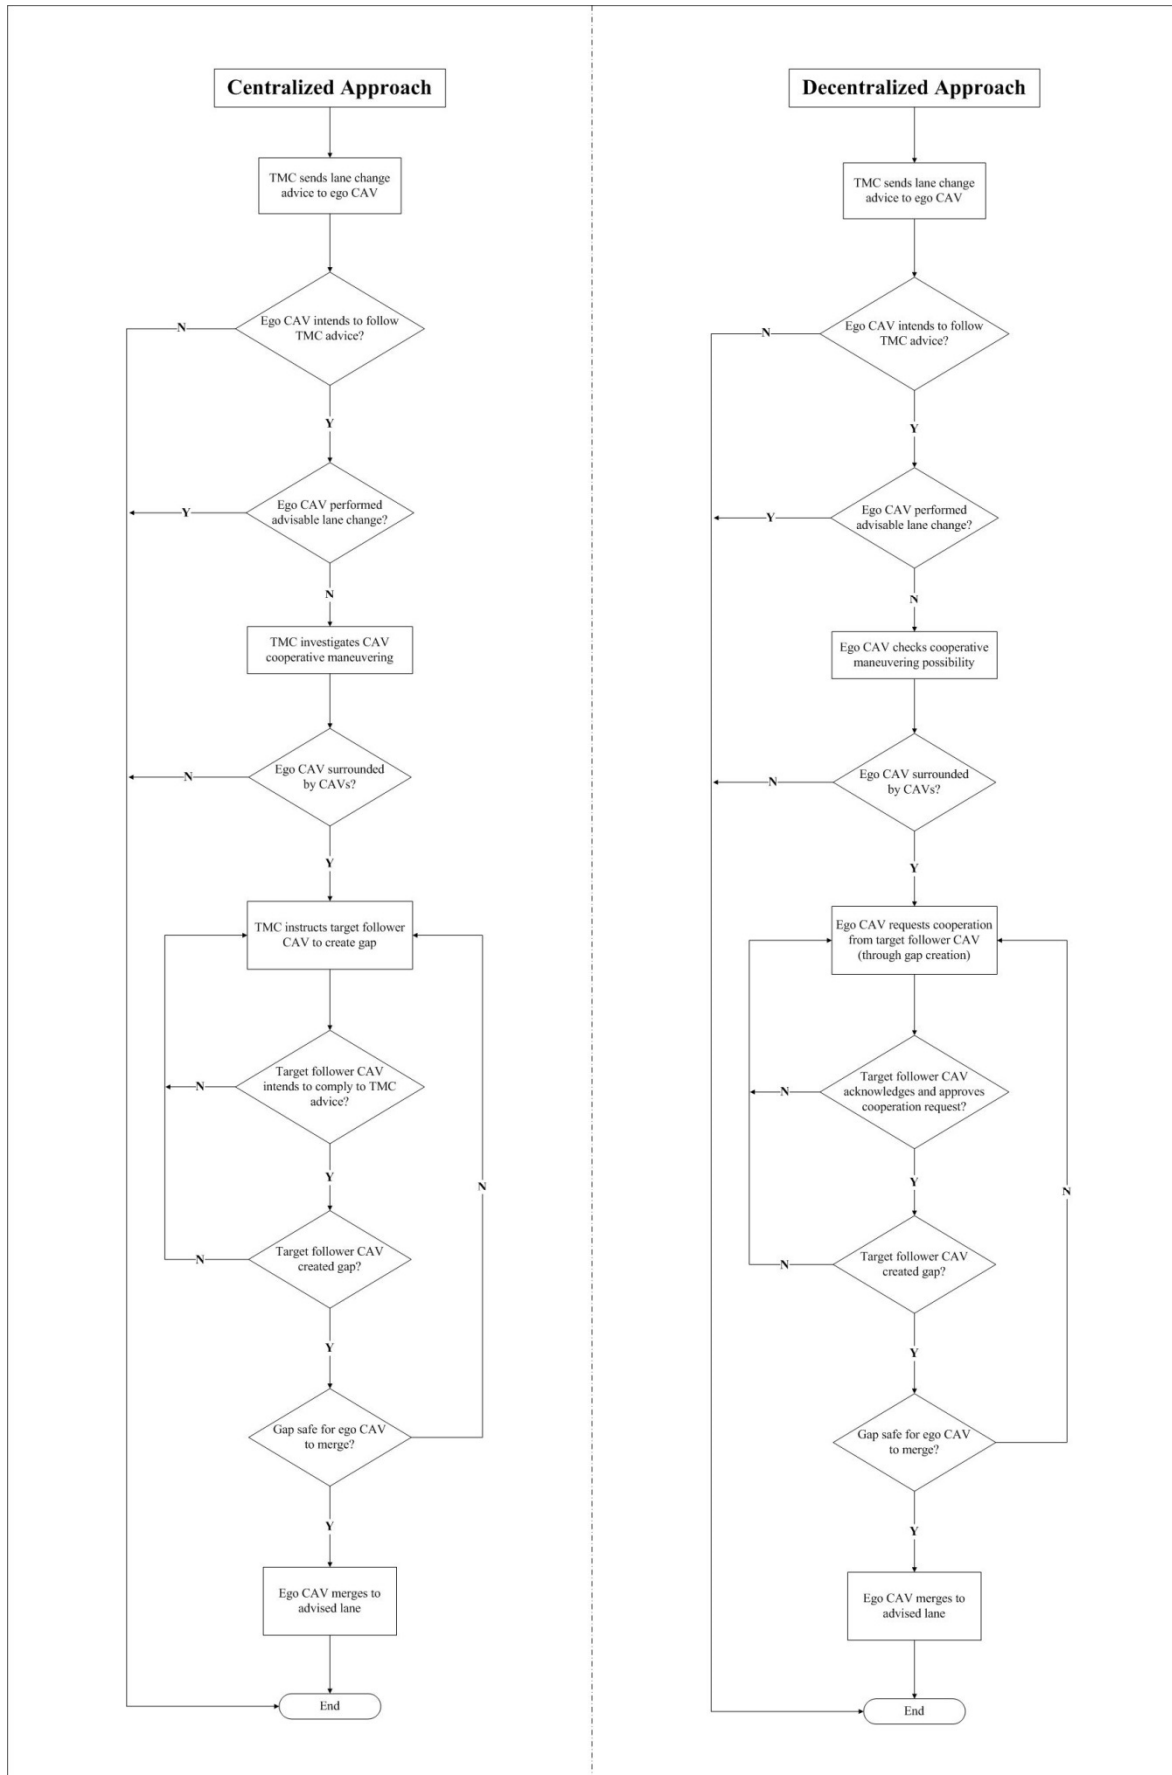 Centralized Approach
TMC sends lane change
advice to ego CAV
Ego CAV intends to follow
TMC advice?
N
Y
Ego CAV performed
advisable lane change?
Y
N
TMC investigates CAV
cooperative maneuvering
Ego CAV surrounded
by CAVs?
N
Y
TMC instructs target follower
CAV to create gap
Target follower CAV
intends to comply to TMC
advice?
N
Y
N
Target follower CAV
created gap?
N
Y
Gap safe for ego CAV
to merge?
Y
Ego CAV merges to
advised lane
End
Decentralized Approach
TMC sends lane change
advice to ego CAV
Ego CAV intends to follow
TMC advice?
N
Y
Ego CAV performed
advisable lane change?
Y
N
Ego CAV checks cooperative
maneuvering possibility
Ego CAV surrounded
by CAVs?
N
Y
Ego CAV requests cooperation
from target follower CAV
(through gap creation)
Target follower CAV
acknowledges and approves
cooperation request?
N
Y
N
Target follower CAV
created gap?
N
Y
Gap safe for ego CAV
to merge?
Y
Ego CAV merges to
advised lane
End